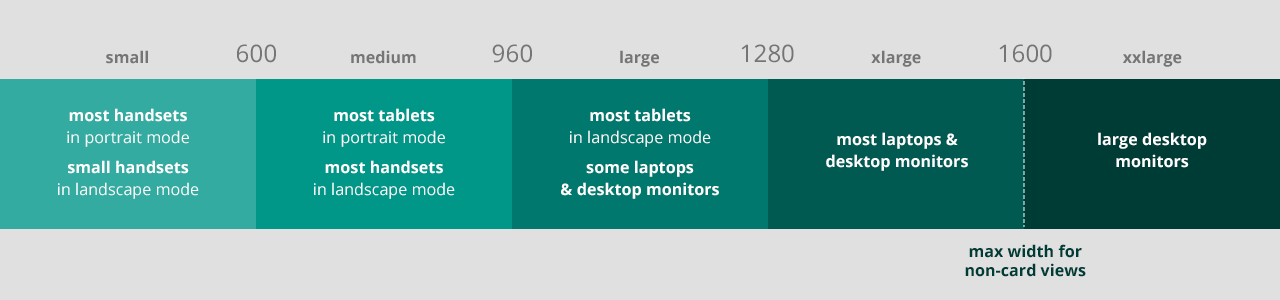 small 600 medium 960 large 1280 xlarge 1600 xxlarge
most handsets
in portrait mode
small handsets
in landscape mode
most tablets
in portrait mode
most handsets
in landscape mode
most tablets
in landscape mode
some laptops
& desktop monitors
most laptops &
desktop monitors
large desktop
monitors
max width for
non-card views